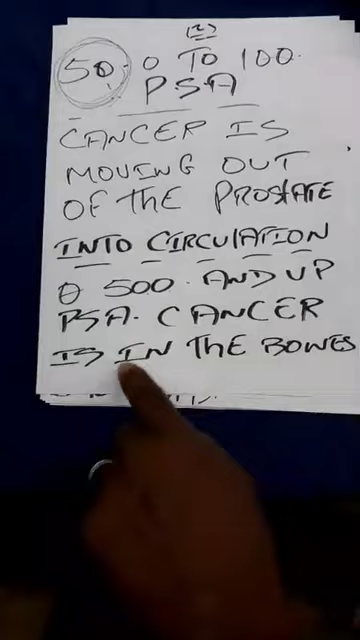 (2)
50.0 TO 100.
P.S.A
CANCER IS
MOVING OUT
OF THE PROSTATE
INTO CIRCULATION
500. AND UP
PSA. CANCER
IS IN THE BONES